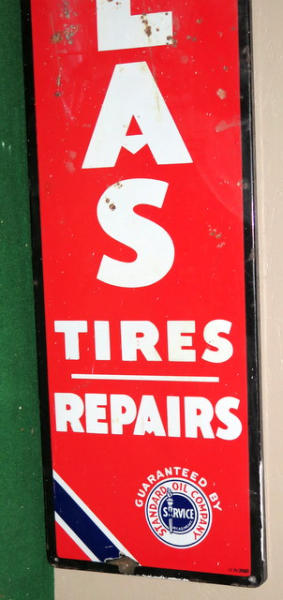 L
A
S
TIRES
REPAIRS
GUARANTEED BY
STANDARD OIL COMPANY
SERVICE